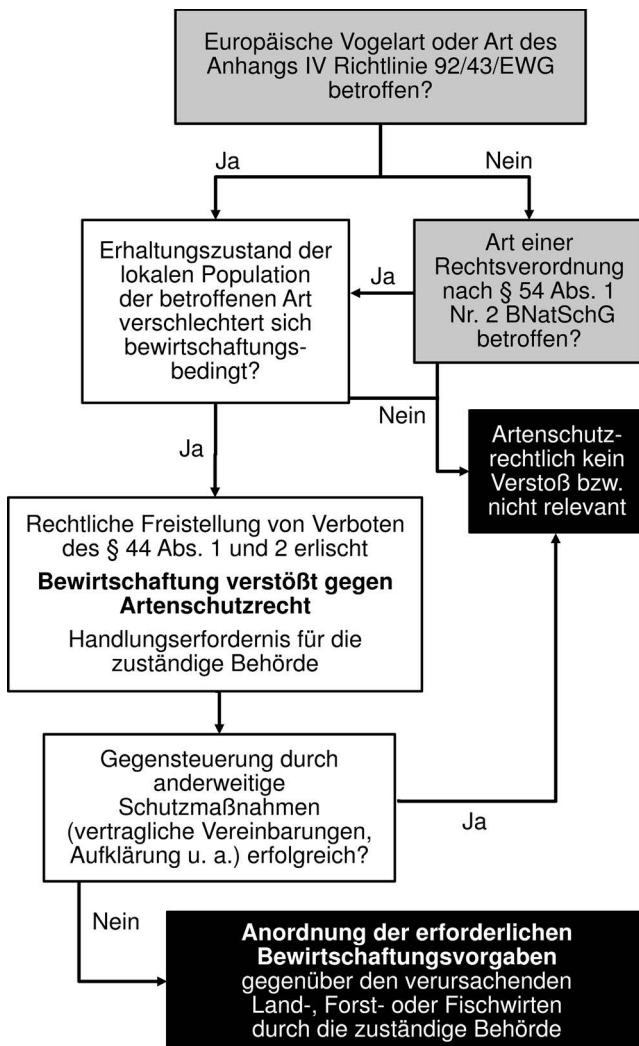 Europäische Vogelart oder Art des
Anhangs IV Richtlinie 92/43/EWG
betroffen?
Ja
Nein
Erhaltungszustand der
lokalen Population
der betroffenen Art
verschlechtert sich
bewirtschaftungs-
bedingt?
Ja
Art einer
Rechtsverordnung
nach § 54 Abs. 1
Nr. 2 BNatSchG
betroffen?
Nein
Ja
Artenschutz-
rechtlich kein
Verstoß bzw.
nicht relevant
Rechtliche Freistellung von Verboten
des § 44 Abs. 1 und 2 erlischt
Bewirtschaftung verstößt gegen
Artenschutzrecht
Handlungserfordernis für die
zuständige Behörde
Gegensteuerung durch
anderweitige
Schutzmaßnahmen
(vertragliche Vereinbarungen,
Aufklärung u. a.) erfolgreich?
Ja
Nein
Anordnung der erforderlichen
Bewirtschaftungsvorgaben
gegenüber den verursachenden
Land-, Forst- oder Fischwirten
durch die zuständige Behörde